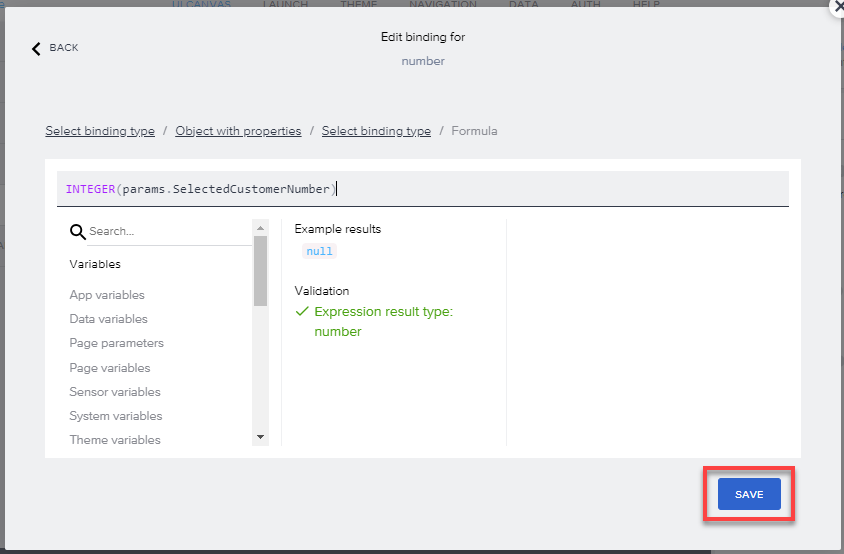 UI CANVAS LAUNCH THEME NAVIGATION DATA AUTH HELP
Edit binding for
BACK
number
Select binding type / Object with properties / Select binding type / Formula
INTEGER(params.SelectedCustomerNumber)
Search...
Example results
null
Variables
Validation
App variables
Expression result type:
Data variables
number
Page parameters
Page variables
Sensor variables
System variables
Theme variables
SAVE